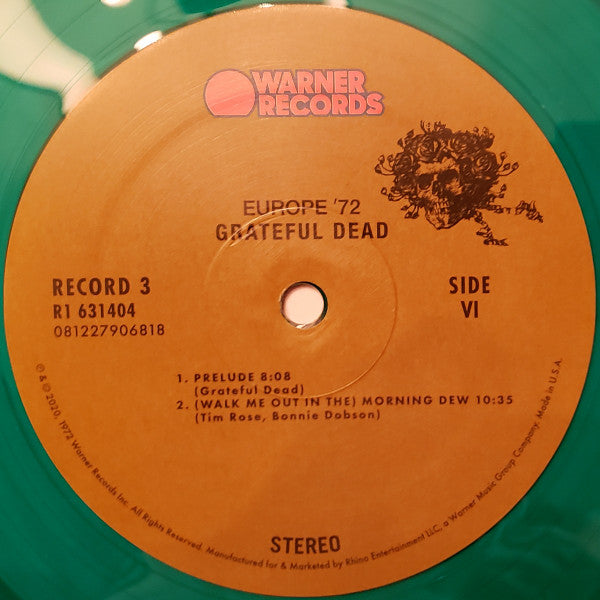 WARNER
RECORDS
EUROPE '72
GRATEFUL DEAD
RECORD 3
R1 631404
081227906818
SIDE
VI
1. PRELUDE 8:08
(Grateful Dead)
2. (WALK ME OUT IN THE) MORNING DEW 10:35
(Tim Rose, Bonnie Dobson)
STEREO
℗ & © 2020, 1972 Warner Records Inc. All Rights Reserved. Manufactured for & Marketed by Rhino Entertainment LLC, a Warner Music Group Company. Made in U.S.A.